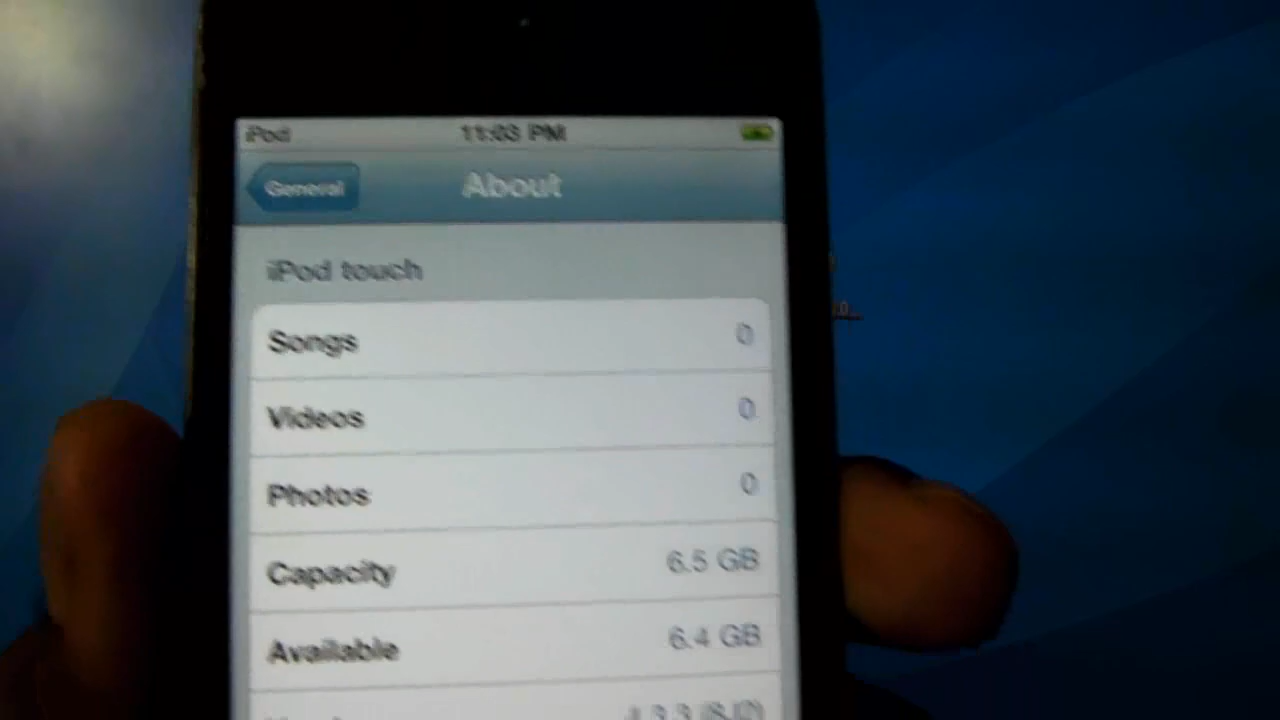 iPod 11:03 PM
General About
iPod touch
Songs 0
Videos 0
Photos 0
Capacity 6.5 GB
Available 6.4 GB